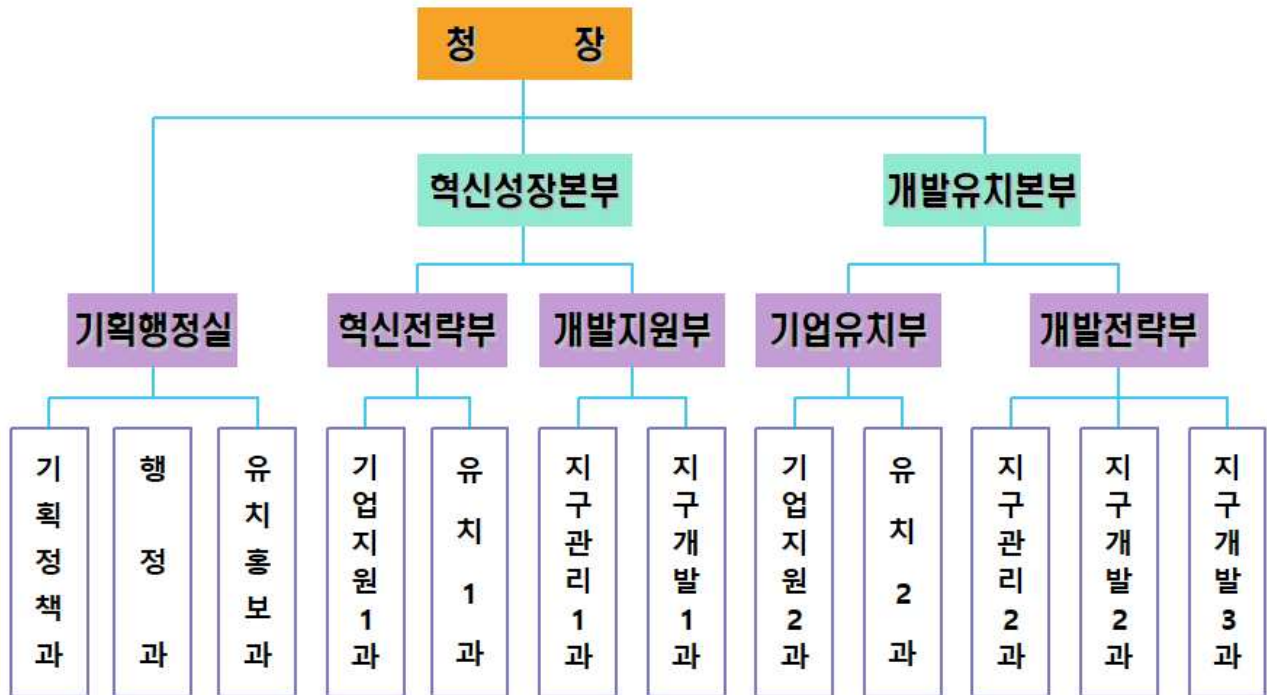 청 장
혁신성장본부
개발유치본부
기획행정실
혁신전략부
개발지원부
기업유치부
개발전략부
기획정책과
행정과
유치홍보과
기업지원1과
유치1과
지구관리1과
지구개발1과
기업지원2과
유치2과
지구관리2과
지구개발2과
지구개발3과